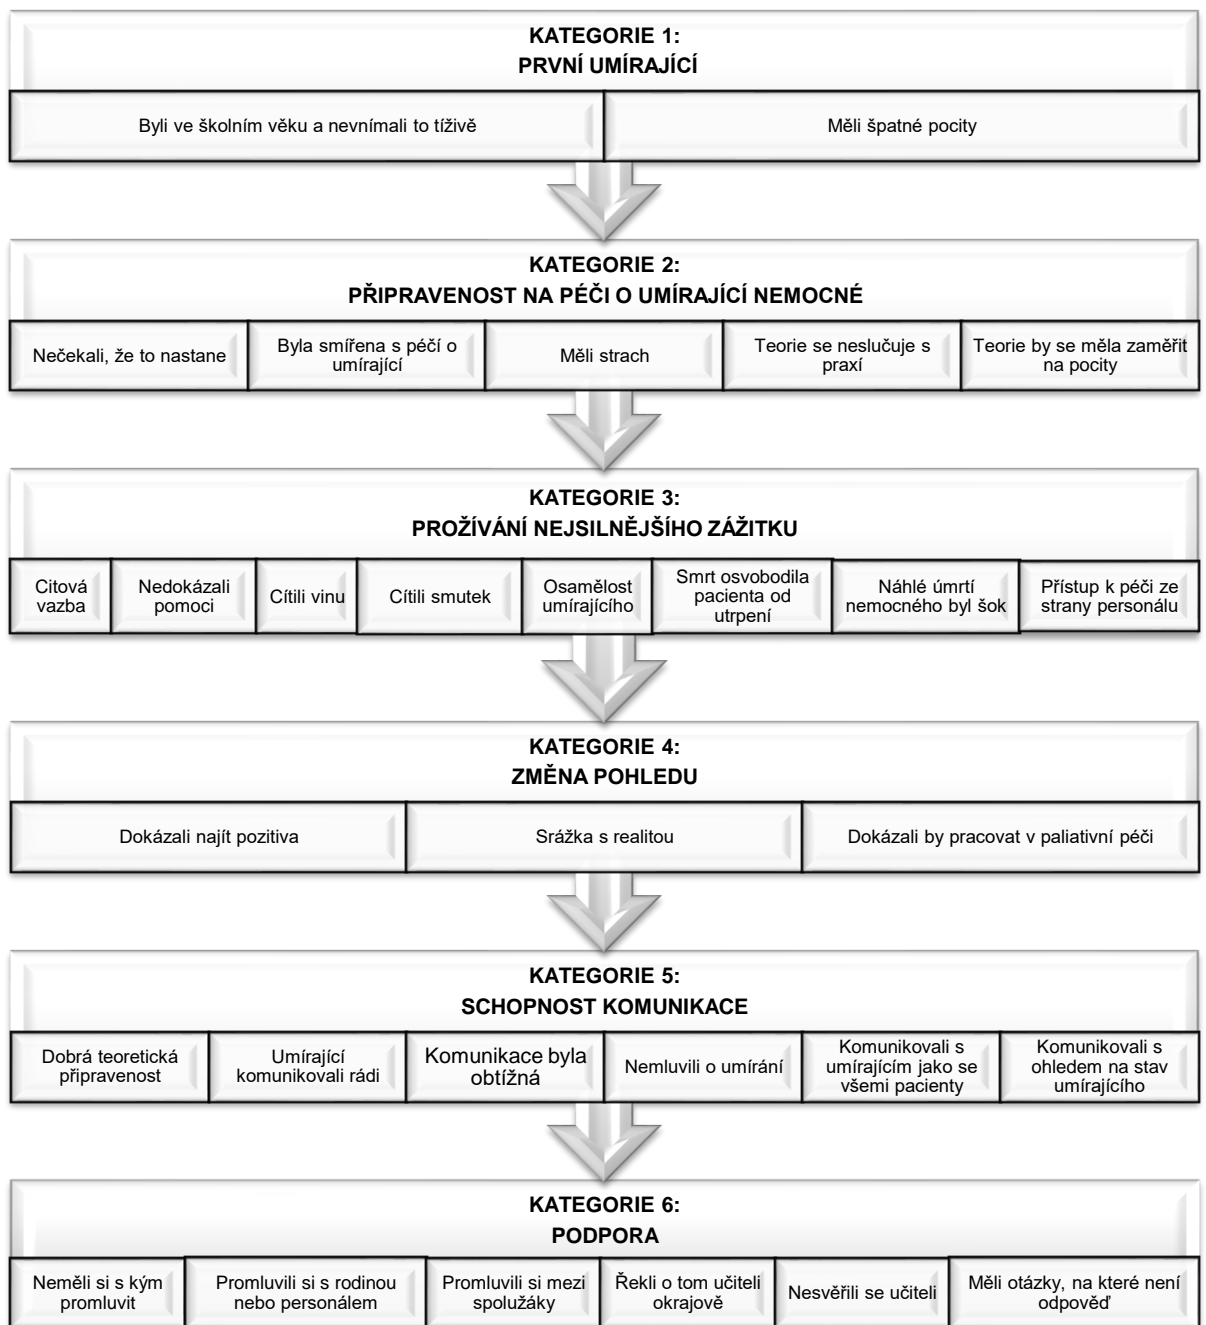 KATEGORIE 1:
PRVNÍ UMÍRAJÍCÍ
Byli ve školním věku a nevnímali to tíživě
Měli špatné pocity
KATEGORIE 2:
PŘIPRAVENOST NA PÉČI O UMÍRAJÍCÍ NEMOCNÉ
Nečekali, že to nastane
Byla smířena s péčí o
umírající
Měli strach
Teorie se neslučuje s
praxí
Teorie by se měla zaměřit
na pocity
KATEGORIE 3:
PROŽÍVÁNÍ NEJSILNĚJŠÍHO ZÁŽITKU
Citová
vazba
Nedokázali
pomoci
Cítili vinu
Cítili smutek
Osamělost
umírajícího
Smrt osvobodila
pacienta od
utrpení
Náhlé úmrtí
nemocného byl šok
Přístup k péči ze
strany personálu
KATEGORIE 4:
ZMĚNA POHLEDU
Dokázali najít pozitiva
Srážka s realitou
Dokázali by pracovat v paliativní péči
KATEGORIE 5:
SCHOPNOST KOMUNIKACE
Dobrá teoretická
připravenost
Umírající
komunikovali rádi
Komunikace byla
obtížná
Nemluvili o umírání
Komunikovali s
umírajícím jako se
všemi pacienty
Komunikovali s
ohledem na stav
umírajícího
KATEGORIE 6:
PODPORA
Neměli si s kým
promluvit
Promluvili si s rodinou
nebo personálem
Promluvili si mezi
spolužáky
Řekli o tom učiteli
okrajově
Nesvěřili se učiteli
Měli otázky, na které není
odpověď